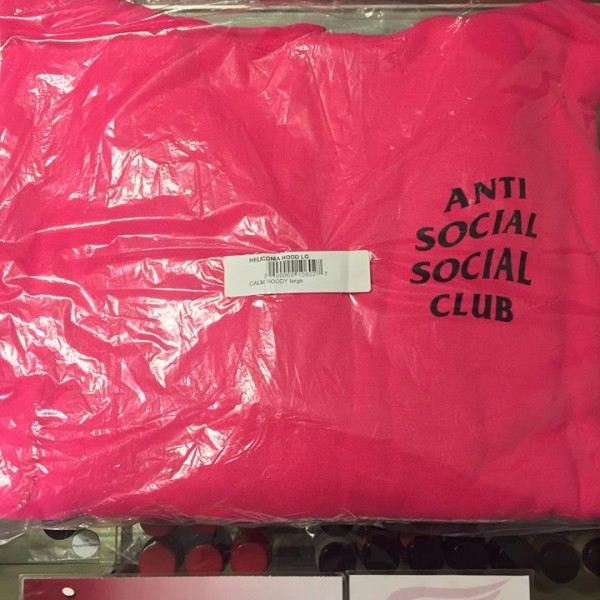 ANTI
SOCIAL
SOCIAL
CLUB
HELICONIA HOOD LG
CALM HOODY large